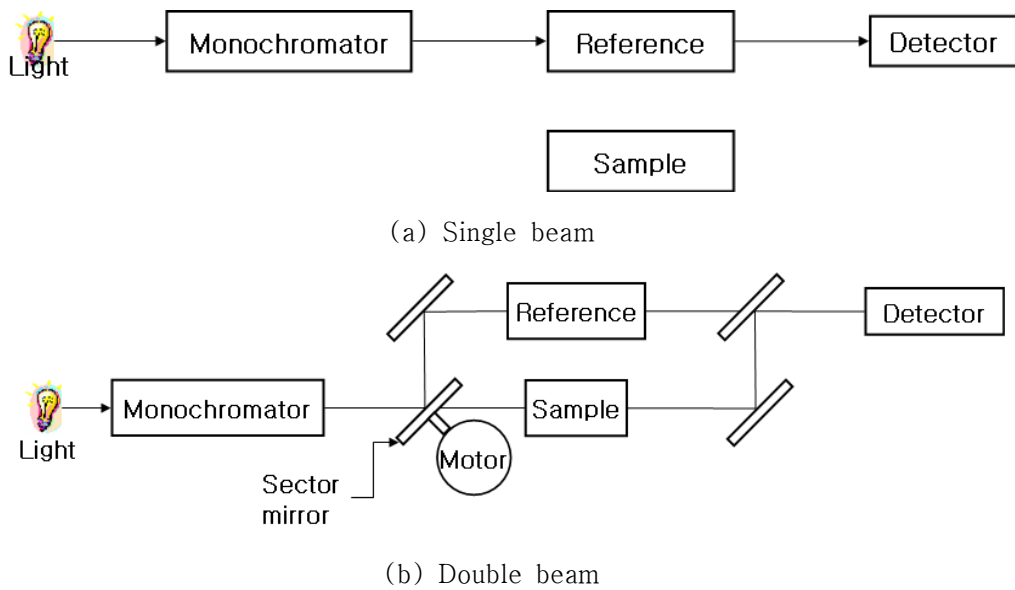 Light
Monochromator
Reference
Detector
Sample
(a) Single beam
Reference
Detector
Light
Monochromator
Sample
Motor
Sector
mirror
(b) Double beam